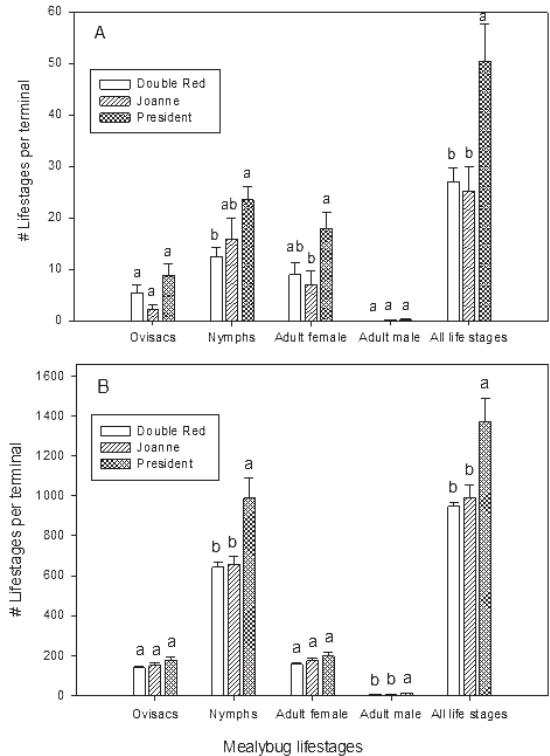 60
A
a
Double Red
Joanne
President
50
40
# Lifestages per terminal
30
a
b b
ab
20
a
b
ab
a
b
10
a
a
a a a
0
Ovisacs Nymphs Adult female Adult male All life stages
1600
B
a
1400
Double Red
Joanne
President
1200
a
b
b
1000
# Lifestages per terminal
800
b b
600
400
a a a
a a a
200
b b a
0
Ovisacs Nymphs Adult female Adult male All life stages
Mealybug lifestages